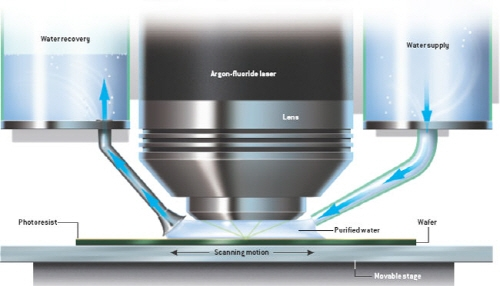 Water recovery
Water supply
Argon-fluoride laser
Lens
Photoresist
Wafer
Purified water
Scanning motion
Movable stage